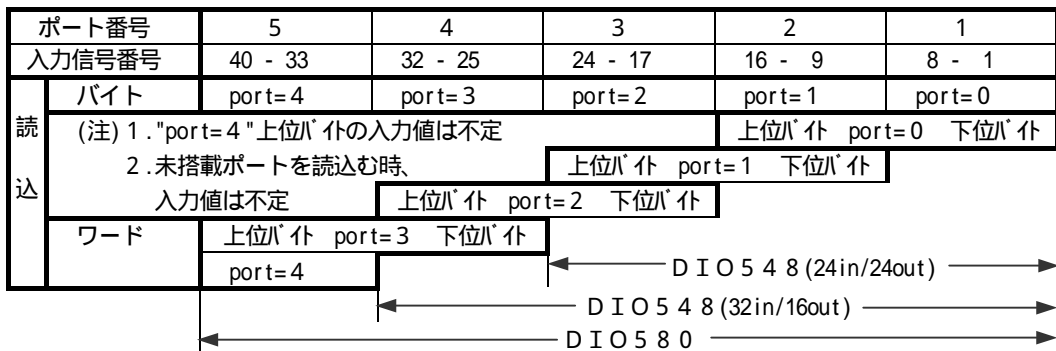 ポート番号 5 4 3 2 1
入力信号番号 40 - 33 32 - 25 24 - 17 16 - 9 8 - 1
読込 バイト port=4 port=3 port=2 port=1 port=0
(注) 1．"port=4"上位バイトの入力値は不定 上位バイト port=0 下位バイト
2．未搭載ポートを読込む時、 上位バイト port=1 下位バイト
入力値は不定 上位バイト port=2 下位バイト
ワード 上位バイト port=3 下位バイト
port=4 ＤＩＯ５４８(24in/24out)
ＤＩＯ５４８(32in/16out)
ＤＩＯ５８０